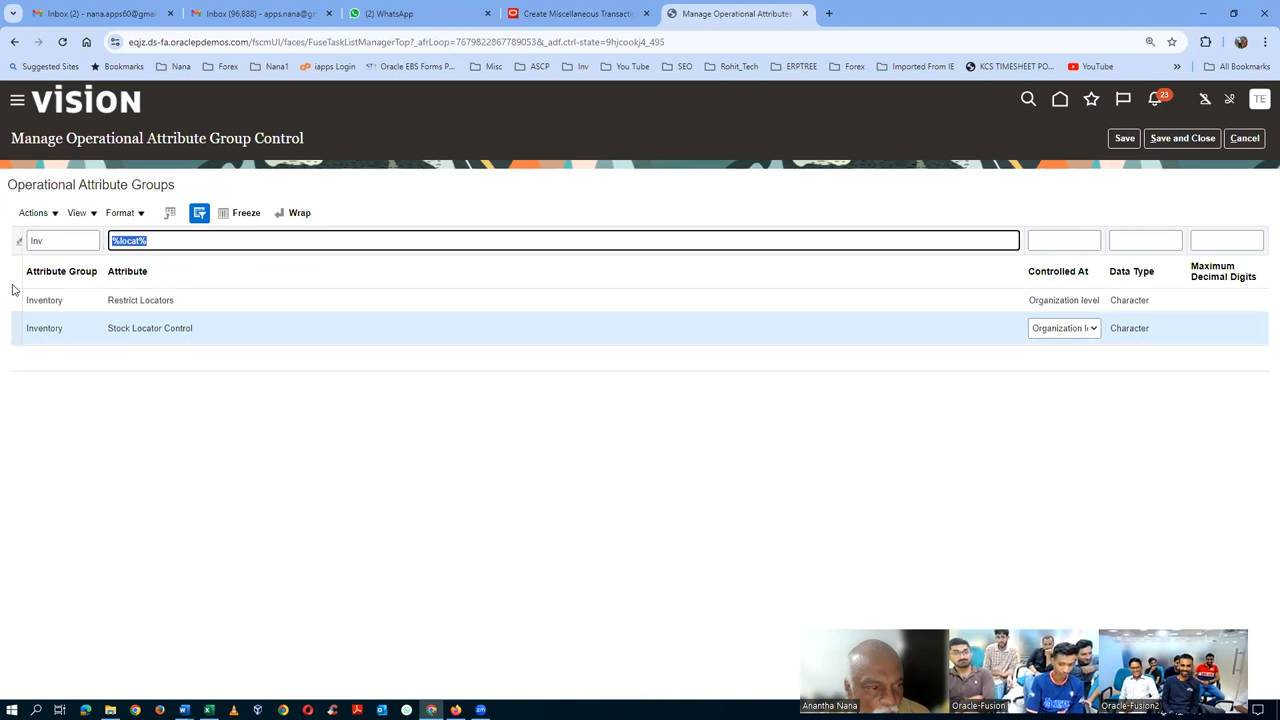 Inbox (2) - nana.apps60@gmail
Inbox (96,888) - apps.nana@gm
(2) WhatsApp
Create Miscellaneous Transactio
Manage Operational Attributes
eqjz.ds-fa.oraclepdemos.com/fscmUI/faces/FuseTaskListManagerTop?_afrLoop=7679822867789053&_adf.ctrl-state=9hjcookj4_495
Suggested Sites
Bookmarks
Nana
Forex
Nana1
iapps Login
Oracle EBS Forms P...
Misc
ASCP
Inv
You Tube
SEO
Rohit_Tech
ERPTREE
Forex
Imported From IE
KCS TIMESHEET PO...
YouTube
All Bookmarks
VISION
23
TE
Manage Operational Attribute Group Control
Save
Save and Close
Cancel
Operational Attribute Groups
Actions
View
Format
Freeze
Wrap
Inv
%locat%
Attribute Group
Attribute
Controlled At
Data Type
Maximum
Decimal Digits
Inventory
Restrict Locators
Organization level
Character
Inventory
Stock Locator Control
Organization l
Character
Anantha Nana
Oracle-Fusion
Oracle-Fusion2